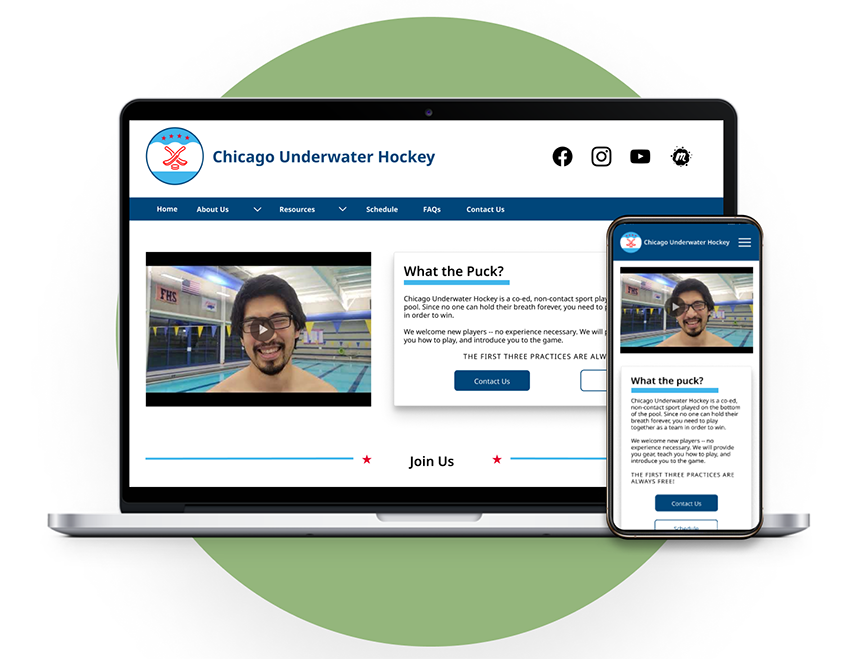 Chicago Underwater Hockey
Home About Us Resources Schedule FAQs Contact Us
FHS
What the Puck?
Chicago Underwater Hockey is a co-ed, non-contact sport
pool. Since no one can hold their breath forever, you need to
in order to win.
We welcome new players -- no experience necessary. We will
you how to play, and introduce you to the game.
THE FIRST THREE PRACTICES ARE
Contact Us
Join Us
Chicago Underwater Hockey
FHS
What the puck?
Chicago Underwater Hockey is a co-ed,
non-contact sport played on the bottom
of the pool. Since no one can hold their
breath forever, you need to play
together as a team in order to win.
We welcome new players -- no
experience necessary. We will provide
you gear, teach you how to play, and
introduce you to the game.
THE FIRST THREE PRACTICES ARE
ALWAYS FREE!
Contact Us
Schedule